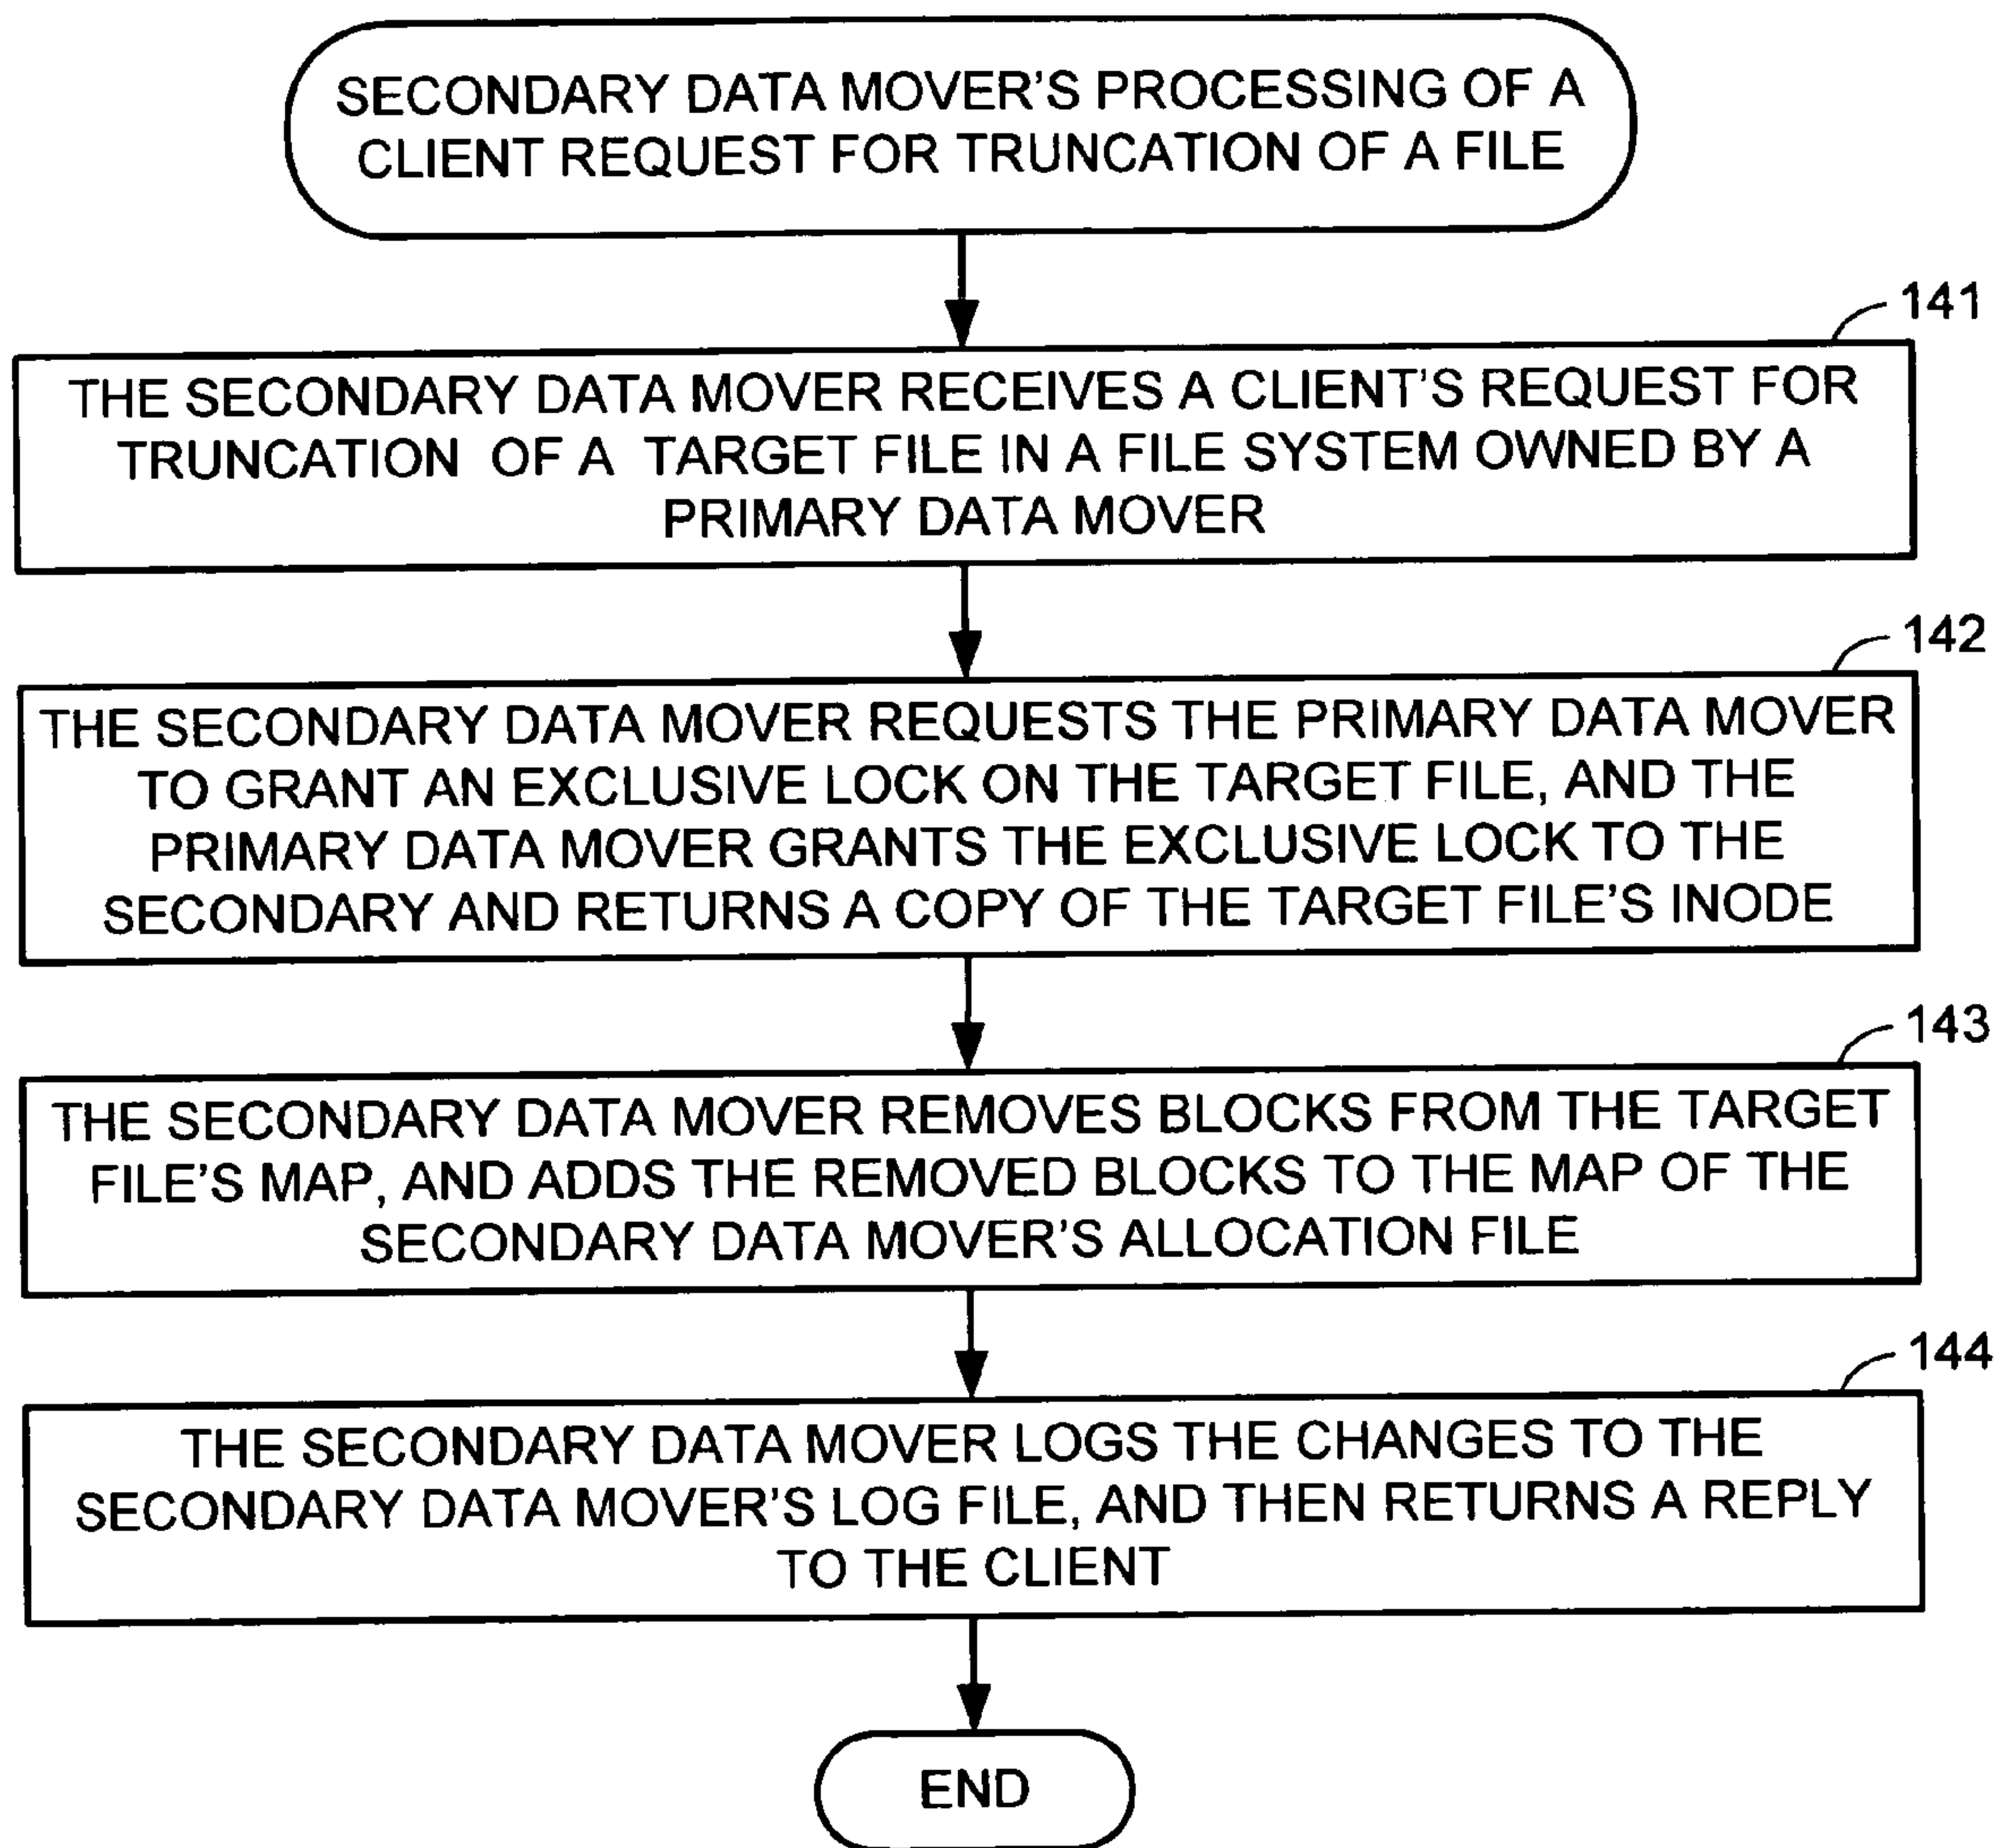 SECONDARY DATA MOVER'S PROCESSING OF A
CLIENT REQUEST FOR TRUNCATION OF A FILE
141
THE SECONDARY DATA MOVER RECEIVES A CLIENT'S REQUEST FOR
TRUNCATION OF A TARGET FILE IN A FILE SYSTEM OWNED BY A
PRIMARY DATA MOVER
142
THE SECONDARY DATA MOVER REQUESTS THE PRIMARY DATA MOVER
TO GRANT AN EXCLUSIVE LOCK ON THE TARGET FILE, AND THE
PRIMARY DATA MOVER GRANTS THE EXCLUSIVE LOCK TO THE
SECONDARY AND RETURNS A COPY OF THE TARGET FILE'S INODE
143
THE SECONDARY DATA MOVER REMOVES BLOCKS FROM THE TARGET
FILE'S MAP, AND ADDS THE REMOVED BLOCKS TO THE MAP OF THE
SECONDARY DATA MOVER'S ALLOCATION FILE
144
THE SECONDARY DATA MOVER LOGS THE CHANGES TO THE
SECONDARY DATA MOVER'S LOG FILE, AND THEN RETURNS A REPLY
TO THE CLIENT
END